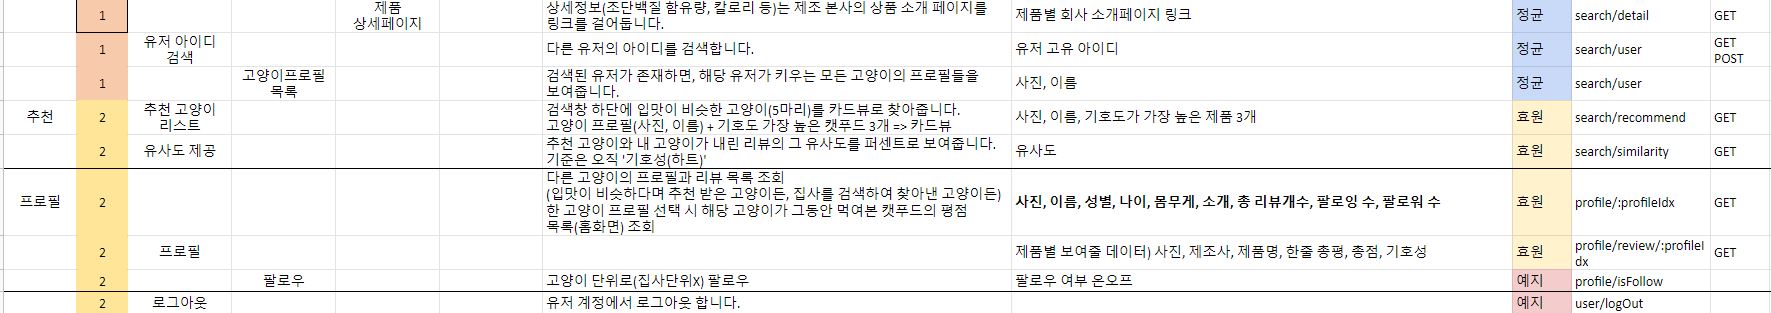 1 제품 상세페이지 상세정보(조단백질 함유량, 칼로리 등)는 제조 본사의 상품 소개 페이지를 링크를 걸어둡니다. 제품별 회사 소개페이지 링크 정균 search/detail GET
1 유저 아이디 검색 다른 유저의 아이디를 검색합니다. 유저 고유 아이디 정균 search/user GET POST
1 고양이프로필 목록 검색된 유저가 존재하면, 해당 유저가 키우는 모든 고양이의 프로필들을 보여줍니다. 사진, 이름 정균 search/user
추천 2 추천 고양이 리스트 검색창 하단에 입맛이 비슷한 고양이(5마리)를 카드뷰로 찾아줍니다.
고양이 프로필(사진, 이름) + 기호도 가장 높은 캣푸드 3개 => 카드뷰 사진, 이름, 기호도가 가장 높은 제품 3개 효원 search/recommend GET
2 유사도 제공 추천 고양이와 내 고양이가 내린 리뷰의 그 유사도를 퍼센트로 보여줍니다.
기준은 오직 '기호성(하트)' 유사도 효원 search/similarity GET
프로필 2 다른 고양이의 프로필과 리뷰 목록 조회
(입맛이 비슷하다며 추천 받은 고양이든, 집사를 검색하여 찾아낸 고양이든)
한 고양이 프로필 선택 시 해당 고양이가 그동안 먹여본 캣푸드의 평점
목록(홈화면) 조회 사진, 이름, 성별, 나이, 몸무게, 소개, 총 리뷰개수, 팔로잉 수, 팔로워 수 효원 profile/:profileIdx GET
2 프로필 제품별 보여줄 데이터) 사진, 제조사, 제품명, 한줄 총평, 총점, 기호성 효원 profile/review/:profileIdx GET
2 팔로우 고양이 단위로(집사단위X) 팔로우 팔로우 여부 온오프 예지 profile/isFollow
2 로그아웃 유저 계정에서 로그아웃 합니다. 예지 user/logOut